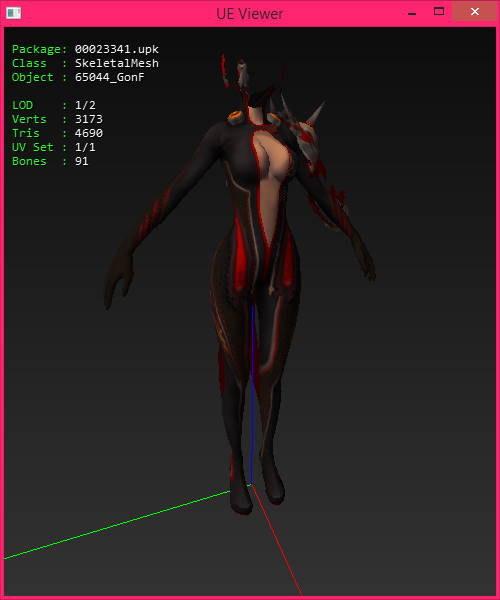 UE Viewer
Package: 00023341.upk
Class  : SkeletalMesh
Object : 65044_GonF
LOD    : 1/2
Verts  : 3173
Tris   : 4690
UV Set : 1/1
Bones  : 91